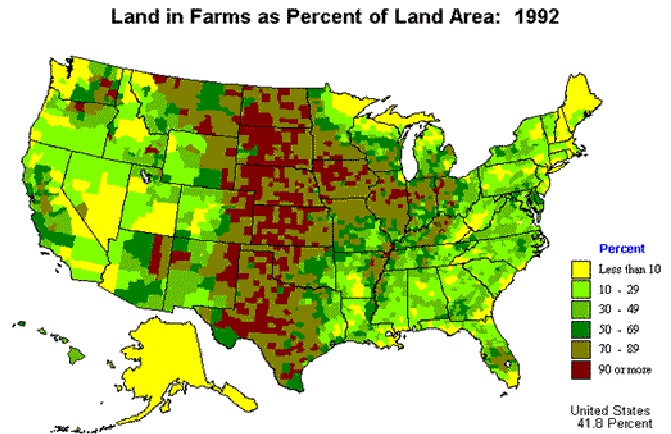 Land in Farms as Percent of Land Area: 1992
Percent
Less than 10
10 - 29
30 - 49
50 - 69
70 - 89
90 or more
United States
41.8 Percent